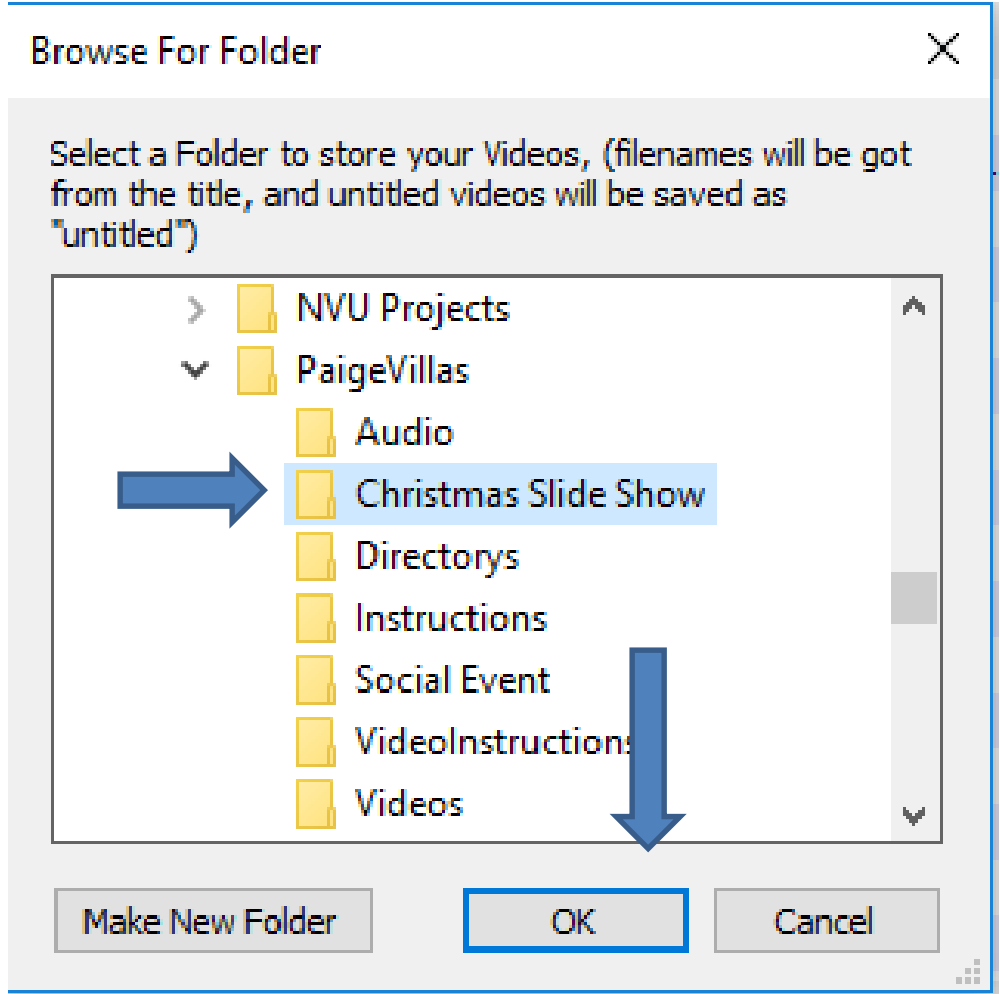 Browse For Folder
Select a Folder to store your Videos, (filenames will be got
from the title, and untitled videos will be saved as
"untitled")
NVU Projects
PaigeVillas
Audio
Christmas Slide Show
Directorys
Instructions
Social Event
VideoInstructions
Videos
Make New Folder
OK
Cancel